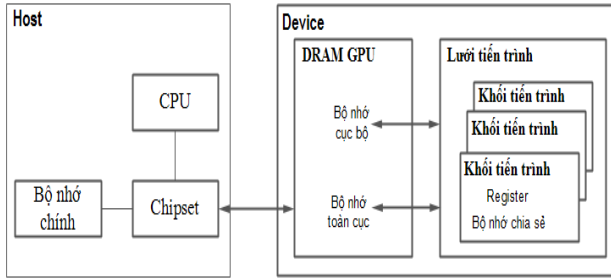 Host
CPU
Bộ nhớ
chính
Chipset
Device
DRAM GPU
Bộ nhớ
cục bộ
Bộ nhớ
toàn cục
Lưới tiến trình
Khối tiến trình
Khối tiến trình
Khối tiến trình
Register
Bộ nhớ chia sẻ